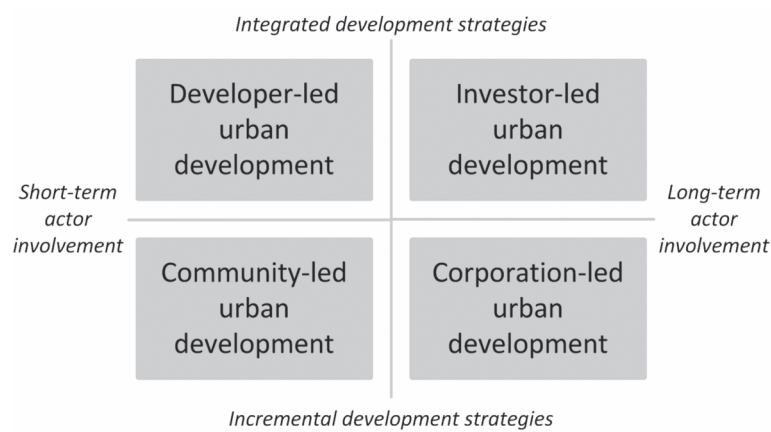 Integrated development strategies
Developer-led
urban
development
Investor-led
urban
development
Short-term
actor
involvement
Long-term
actor
involvement
Community-led
urban
development
Corporation-led
urban
development
Incremental development strategies